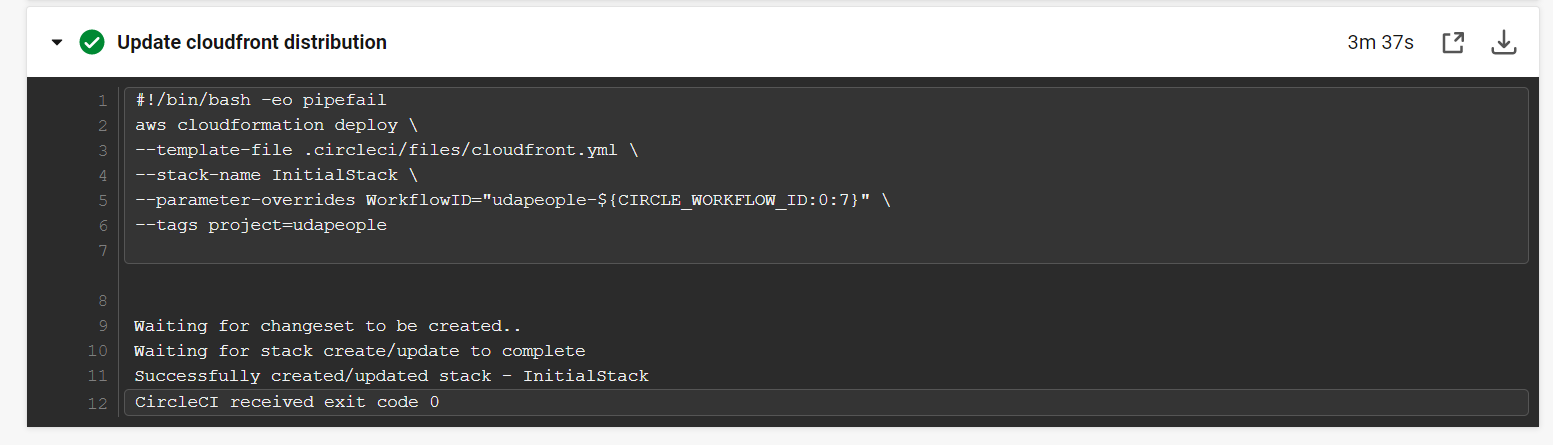 Update cloudfront distribution 3m 37s
1 #!/bin/bash -eo pipefail
2 aws cloudformation deploy \
3 --template-file .circleci/files/cloudfront.yml \
4 --stack-name InitialStack \
5 --parameter-overrides WorkflowID="udapeople-${CIRCLE_WORKFLOW_ID:0:7}" \
6 --tags project=udapeople
7
8
9 Waiting for changeset to be created..
10 Waiting for stack create/update to complete
11 Successfully created/updated stack - InitialStack
12 CircleCI received exit code 0